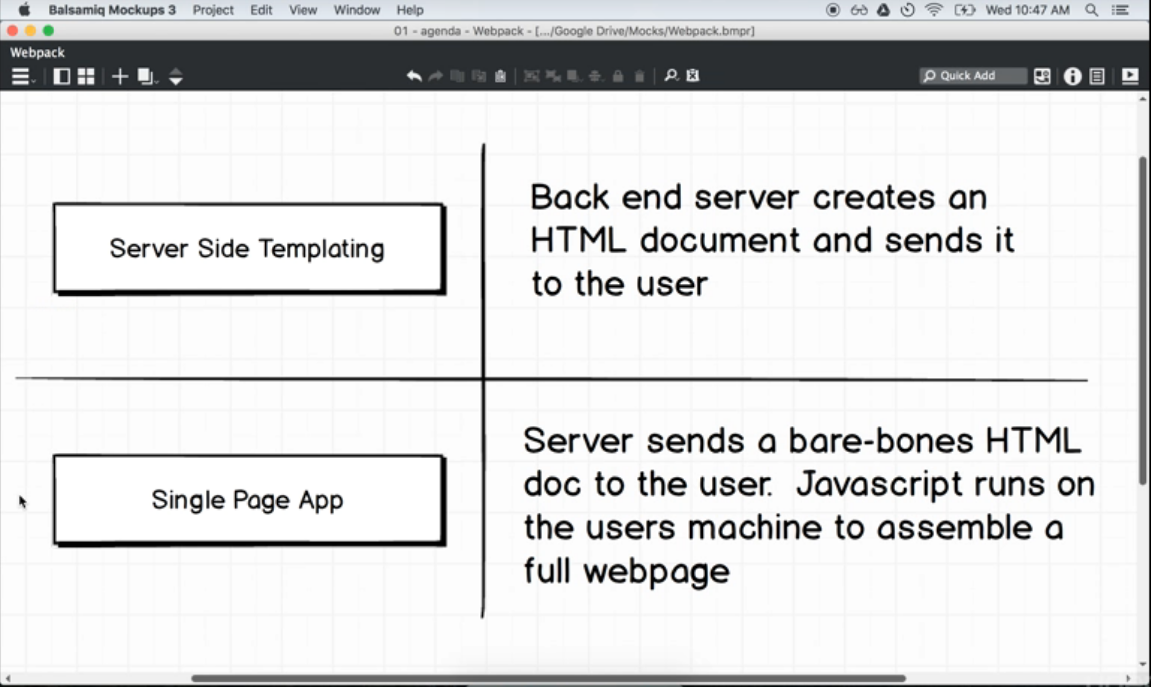 Balsamiq Mockups 3 Project Edit View Window Help Wed 10:47 AM
01 - agenda - Webpack - [.../Google Drive/Mocks/Webpack.bmpr]
Webpack
Quick Add
Server Side Templating
Back end server creates an
HTML document and sends it
to the user
Single Page App
Server sends a bare-bones HTML
doc to the user. Javascript runs on
the users machine to assemble a
full webpage